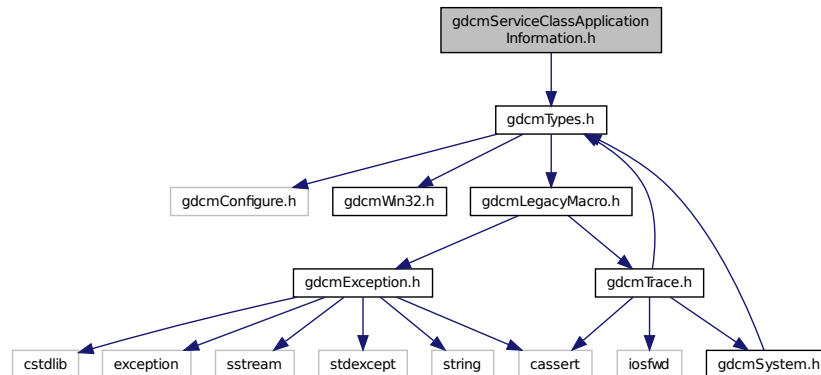 gdcmServiceClassApplication
Information.h
gdcmTypes.h
gdcmConfigure.h
gdcmWin32.h
gdcmLegacyMacro.h
gdcmException.h
gdcmTrace.h
cstdlib
exception
sstream
stdexcept
string
cassert
iosfwd
gdcmSystem.h